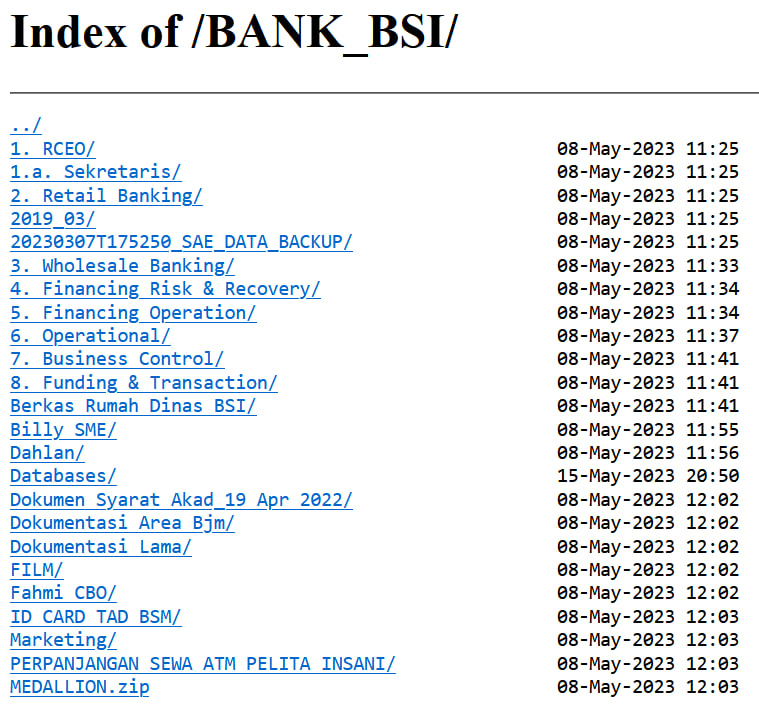 Index of /BANK_BSI/
../
1. RCEO/ 08-May-2023 11:25
1.a. Sekretaris/ 08-May-2023 11:25
2. Retail Banking/ 08-May-2023 11:25
2019_03/ 08-May-2023 11:25
20230307T175250_SAE_DATA_BACKUP/ 08-May-2023 11:25
3. Wholesale Banking/ 08-May-2023 11:33
4. Financing Risk & Recovery/ 08-May-2023 11:34
5. Financing Operation/ 08-May-2023 11:34
6. Operational/ 08-May-2023 11:37
7. Business Control/ 08-May-2023 11:41
8. Funding & Transaction/ 08-May-2023 11:41
Berkas Rumah Dinas BSI/ 08-May-2023 11:41
Billy SME/ 08-May-2023 11:55
Dahlan/ 08-May-2023 11:56
Databases/ 15-May-2023 20:50
Dokumen Syarat Akad_19 Apr 2022/ 08-May-2023 12:02
Dokumentasi Area Bjm/ 08-May-2023 12:02
Dokumentasi Lama/ 08-May-2023 12:02
FILM/ 08-May-2023 12:02
Fahmi CBO/ 08-May-2023 12:02
ID CARD TAD BSM/ 08-May-2023 12:03
Marketing/ 08-May-2023 12:03
PERPANJANGAN SEWA ATM PELITA INSANI/ 08-May-2023 12:03
MEDALLION.zip 08-May-2023 12:03